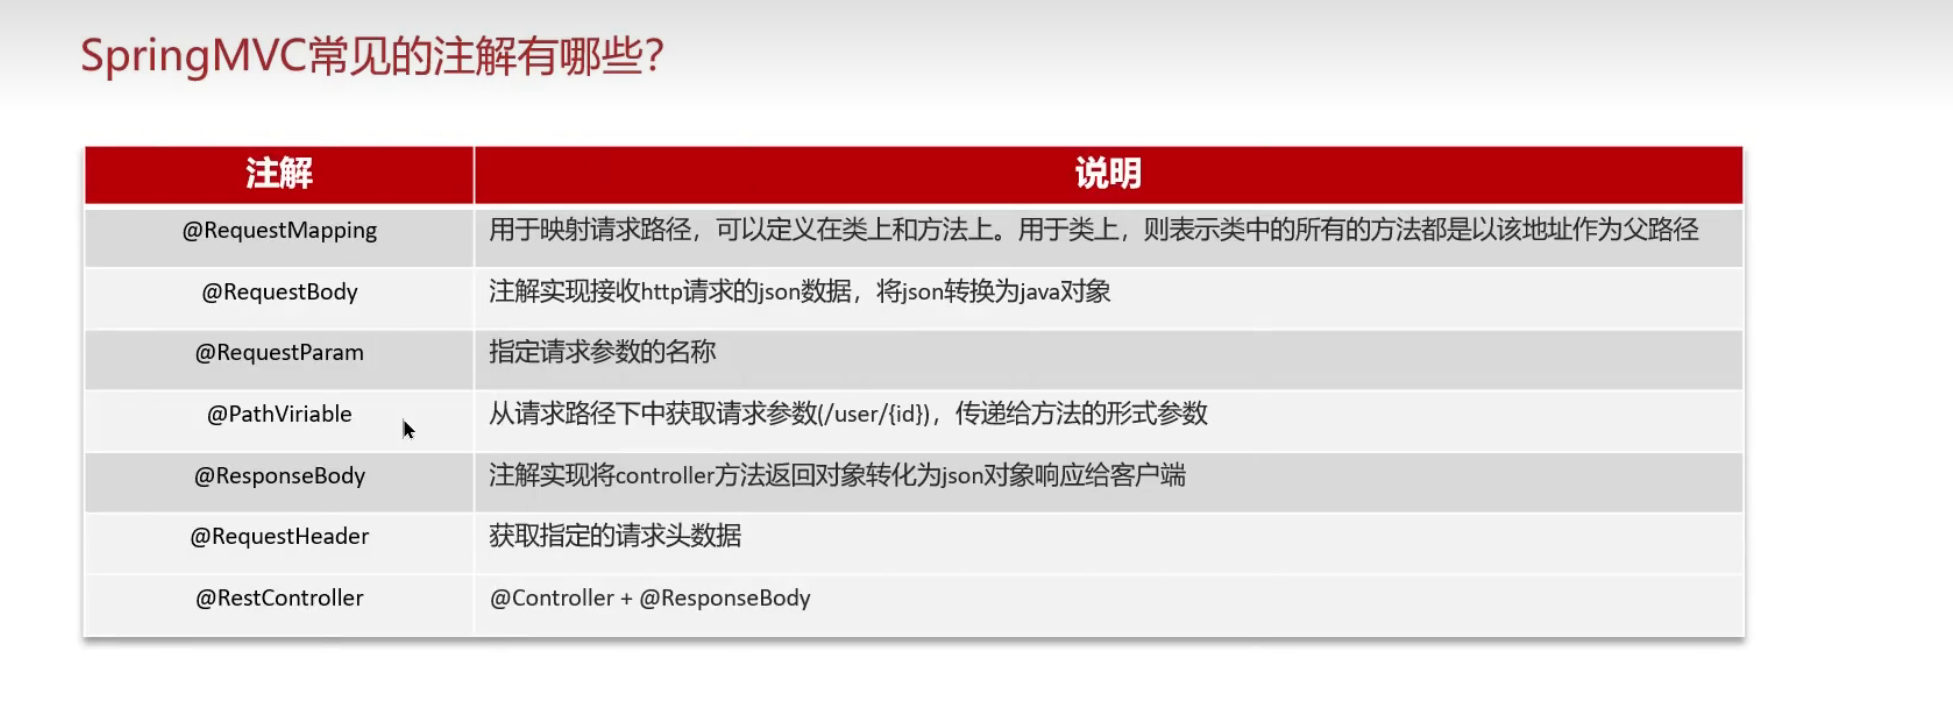 SpringMVC常见的注解有哪些？
注解 说明
@RequestMapping 用于映射请求路径，可以定义在类上和方法上。用于类上，则表示类中的所有的方法都是以该地址作为父路径
@RequestBody 注解实现接收http请求的json数据，将json转换为java对象
@RequestParam 指定请求参数的名称
@PathViriable 从请求路径下中获取请求参数(/user/{id})，传递给方法的形式参数
@ResponseBody 注解实现将controller方法返回对象转化为json对象响应给客户端
@RequestHeader 获取指定的请求头数据
@RestController @Controller + @ResponseBody